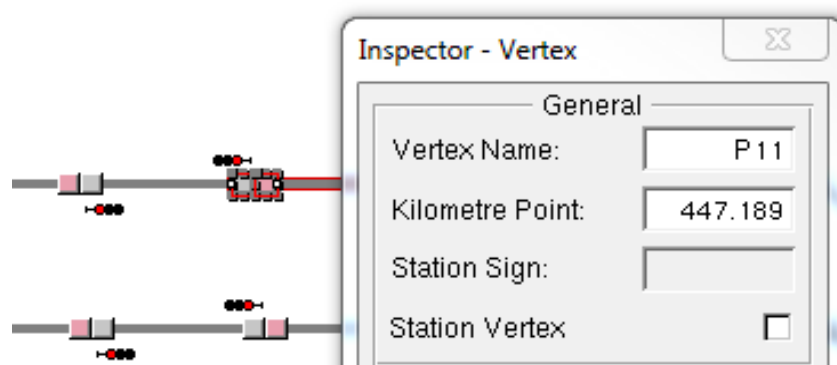 Inspector - Vertex
General
Vertex Name: P11
Kilometre Point: 447.189
Station Sign:
Station Vertex